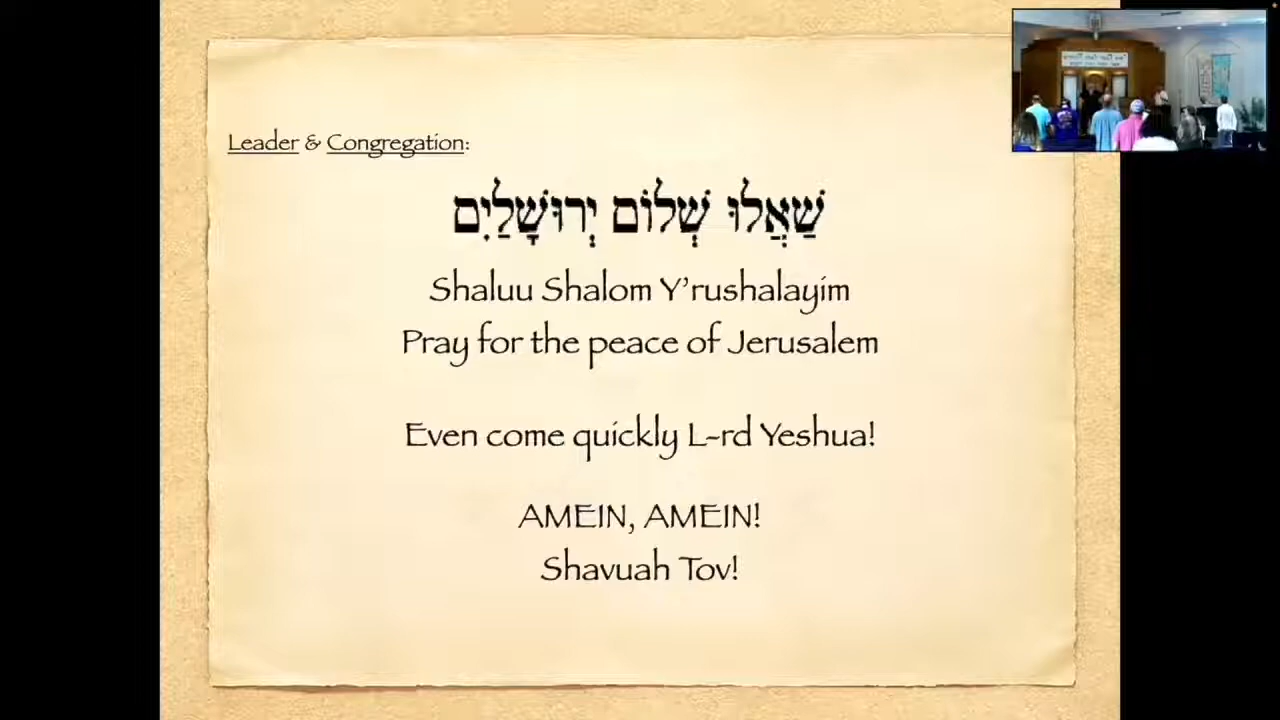 Leader & Congregation:
שַׁאֲלוּ שְׁלוֹם יְרוּשָׁלַיִם
Shaluu Shalom Y’rushalayim
Pray for the peace of Jerusalem
Even come quickly L-rd Yeshua!
AMEIN, AMEIN!
Shavuah Tov!